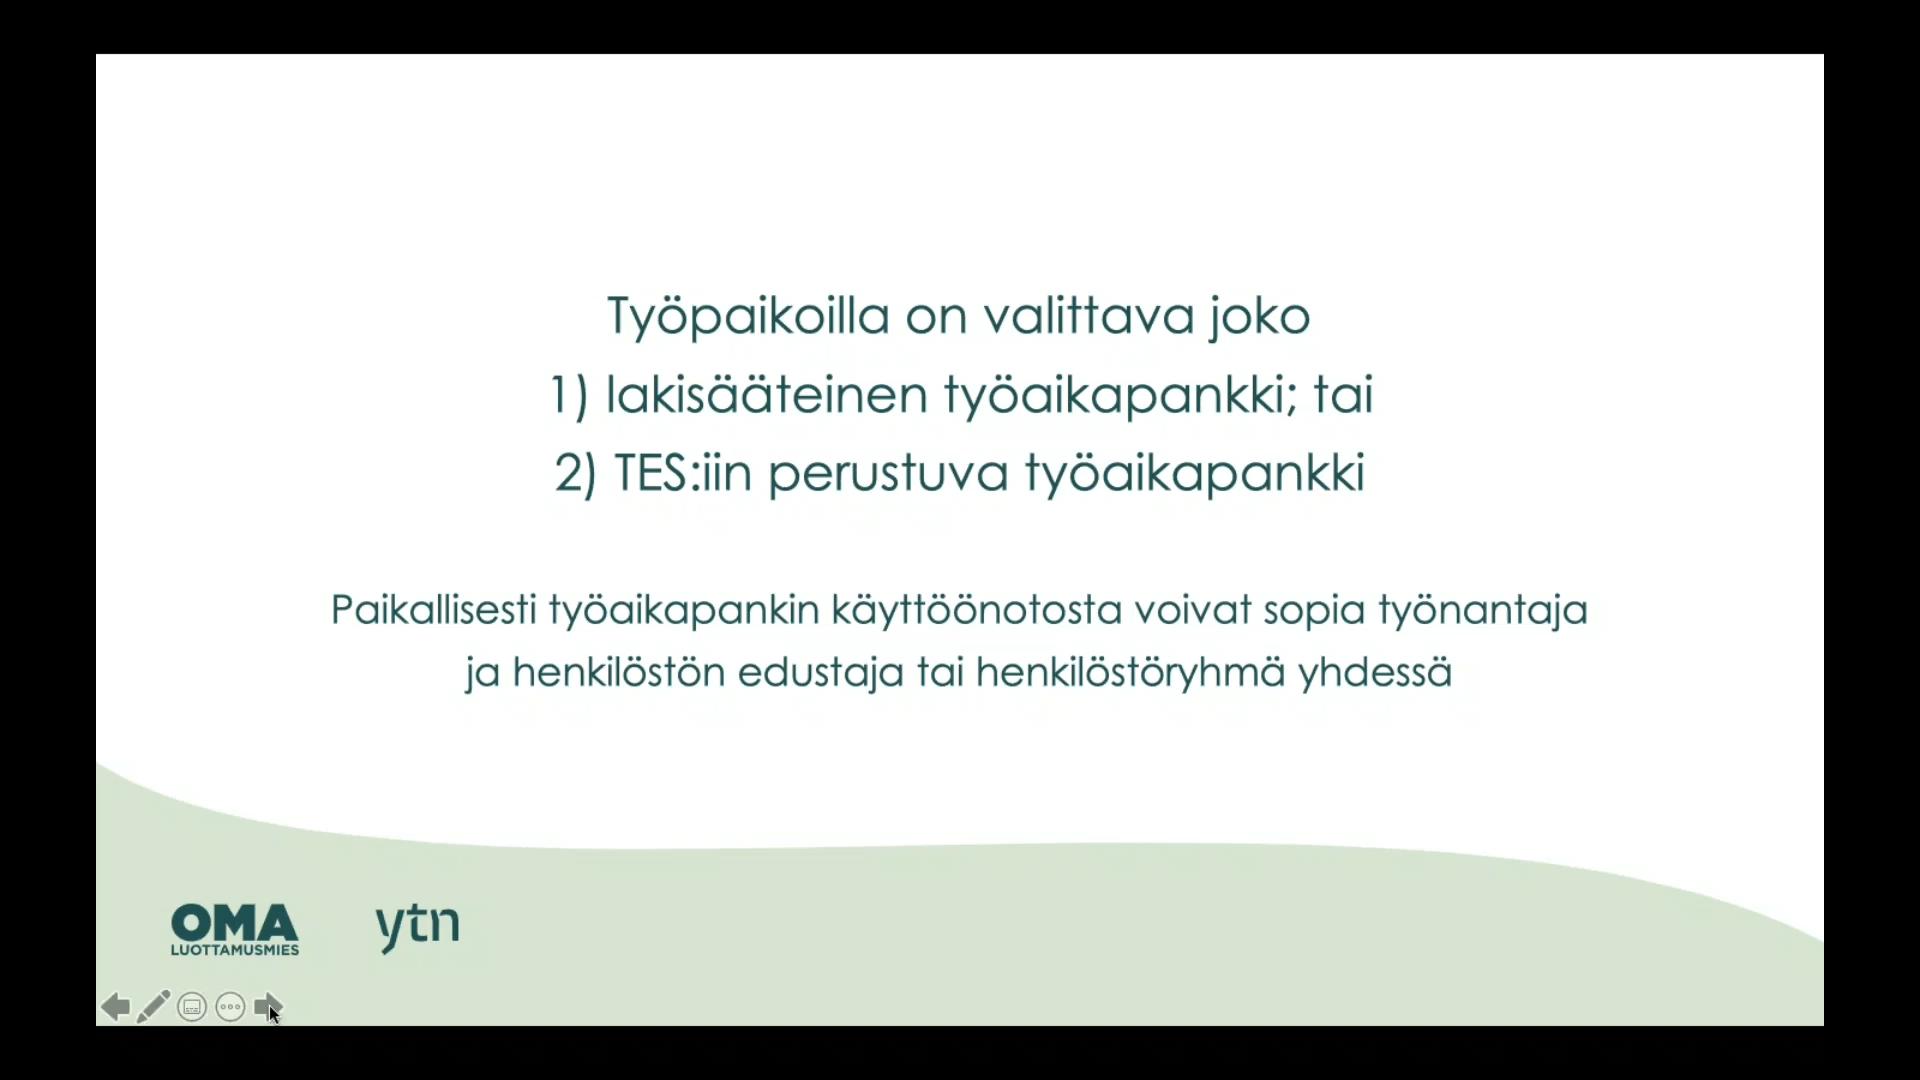 Työpaikoilla on valittava joko
1) lakisääteinen työaikapankki; tai
2) TES:iin perustuva työaikapankki
Paikallisesti työaikapankin käyttöönotosta voivat sopia työnantaja
ja henkilöstön edustaja tai henkilöstöryhmä yhdessä
OMA
LUOTTAMUSMIES
ytn